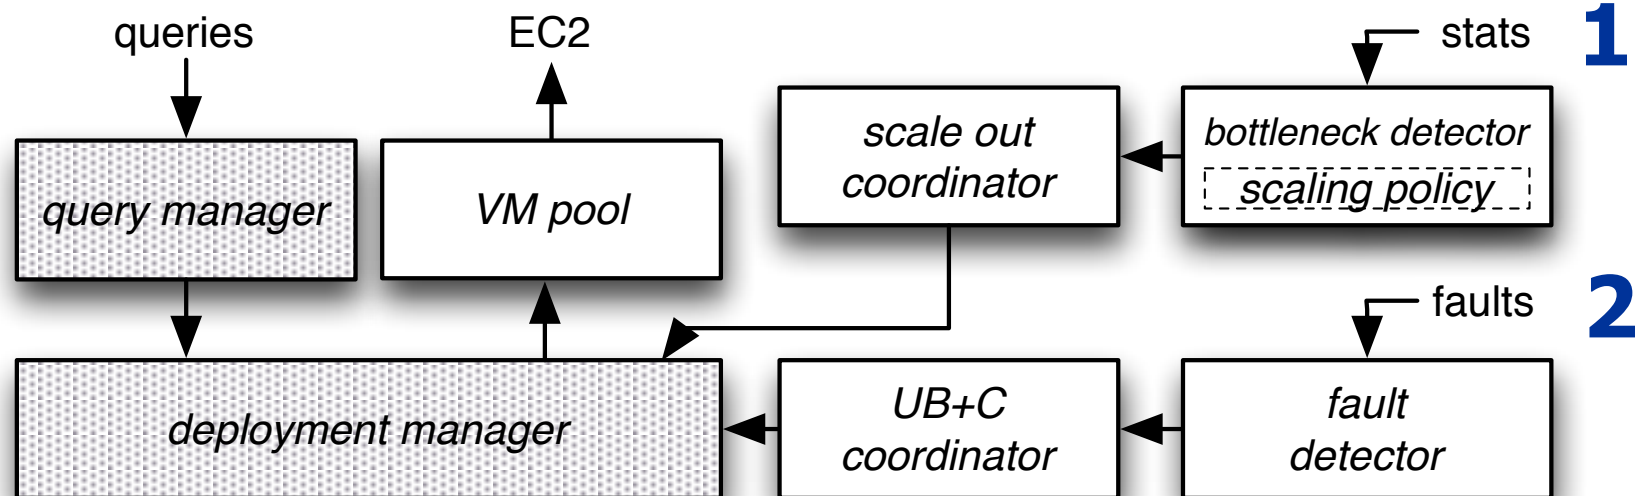 queries
EC2
stats
1
scale out
coordinator
bottleneck detector
scaling policy
query manager
VM pool
faults
2
deployment manager
UB+C
coordinator
fault
detector